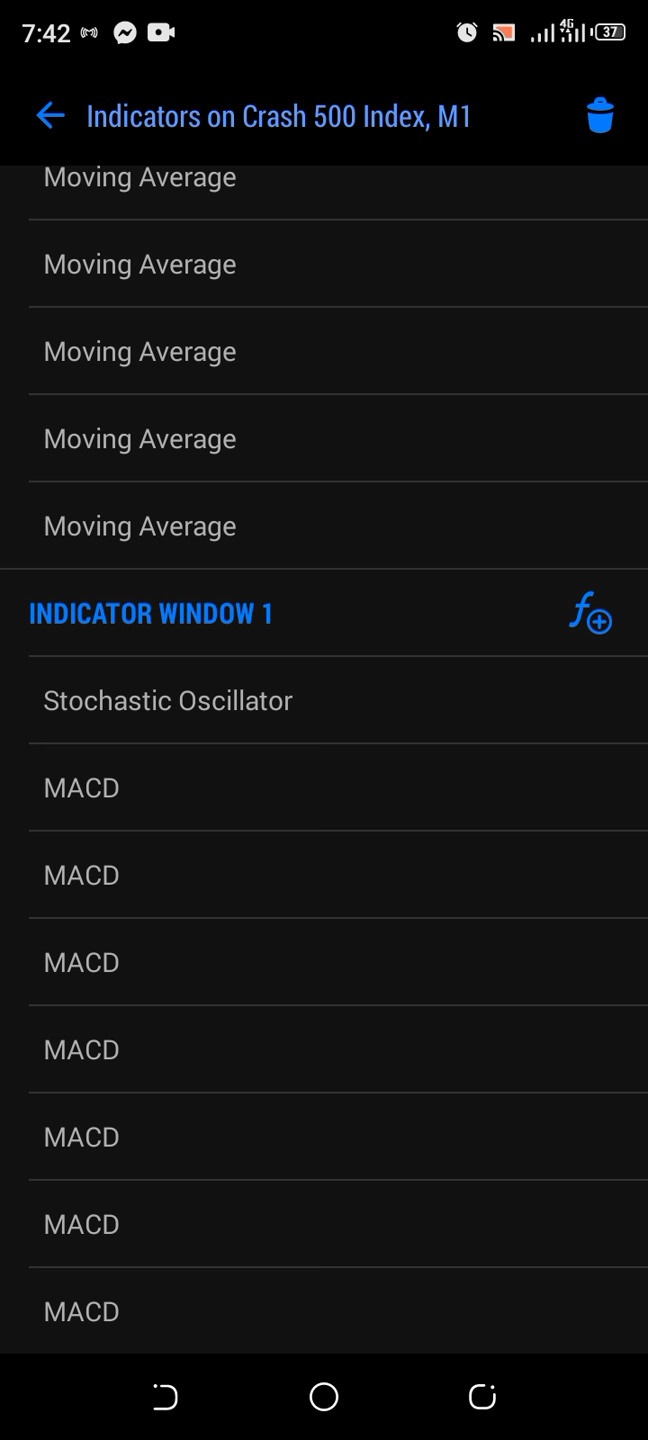 7:42
4G
37
Indicators on Crash 500 Index, M1
Moving Average
Moving Average
Moving Average
Moving Average
Moving Average
INDICATOR WINDOW 1
f
Stochastic Oscillator
MACD
MACD
MACD
MACD
MACD
MACD
MACD